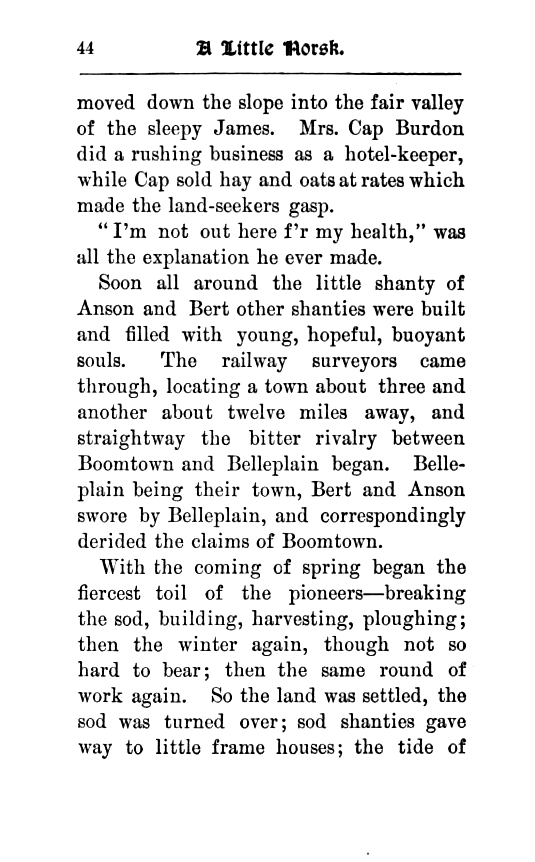 44 A Little Norsk.
moved down the slope into the fair valley
of the sleepy James. Mrs. Cap Burdon
did a rushing business as a hotel-keeper,
while Cap sold hay and oats at rates which
made the land-seekers gasp.
"I'm not out here f'r my health," was
all the explanation he ever made.
Soon all around the little shanty of
Anson and Bert other shanties were built
and filled with young, hopeful, buoyant
souls. The railway surveyors came
through, locating a town about three and
another about twelve miles away, and
straightway the bitter rivalry between
Boomtown and Belleplain began. Belle-
plain being their town, Bert and Anson
swore by Belleplain, and correspondingly
derided the claims of Boomtown.
With the coming of spring began the
fiercest toil of the pioneers—breaking
the sod, building, harvesting, ploughing;
then the winter again, though not so
hard to bear; then the same round of
work again. So the land was settled, the
sod was turned over; sod shanties gave
way to little frame houses; the tide of